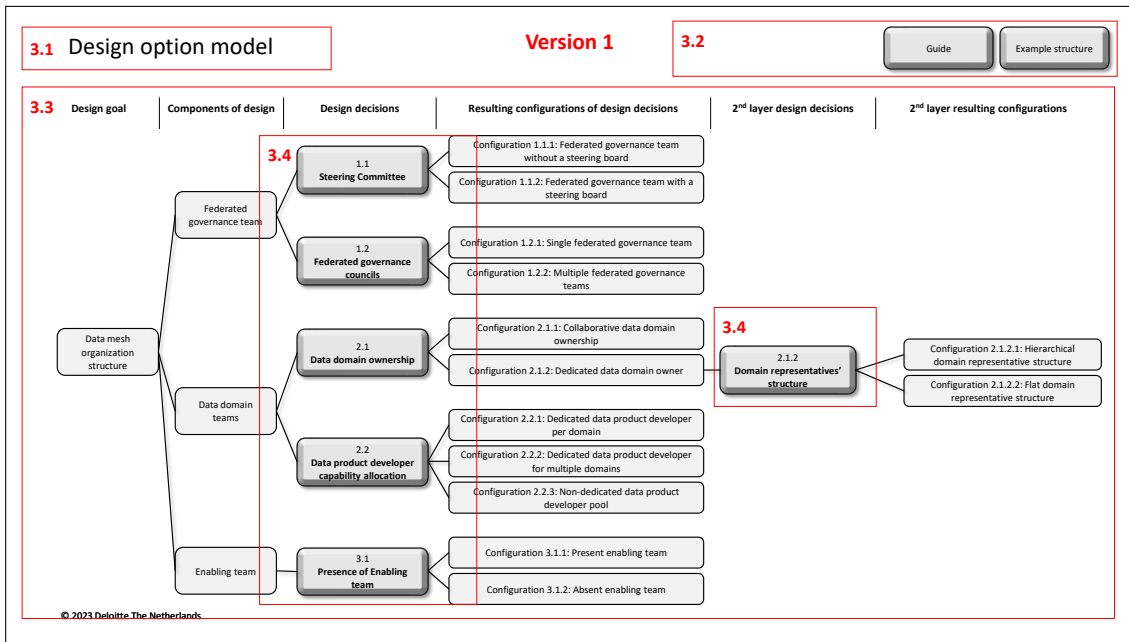 3.1 Design option model
Version 1
3.2
Guide
Example structure
3.3
Design goal
Components of design
Design decisions
Resulting configurations of design decisions
2nd layer design decisions
2nd layer resulting configurations
3.4
1.1
Steering Committee
Configuration 1.1.1: Federated governance team
without a steering board
Configuration 1.1.2: Federated governance team with a
steering board
Federated
governance team
1.2
Federated governance
councils
Configuration 1.2.1: Single federated governance team
Configuration 1.2.2: Multiple federated governance
teams
Data mesh
organization
structure
2.1
Data domain ownership
Configuration 2.1.1: Collaborative data domain
ownership
Configuration 2.1.2: Dedicated data domain owner
3.4
2.1.2
Domain representatives'
structure
Configuration 2.1.2.1: Hierarchical
domain representative structure
Configuration 2.1.2.2: Flat domain
representative structure
Data domain
teams
2.2
Data product developer
capability allocation
Configuration 2.2.1: Dedicated data product developer
per domain
Configuration 2.2.2: Dedicated data product developer
for multiple domains
Configuration 2.2.3: Non-dedicated data product
developer pool
Enabling team
3.1
Presence of Enabling
team
Configuration 3.1.1: Present enabling team
Configuration 3.1.2: Absent enabling team
© 2023 Deloitte The Netherlands